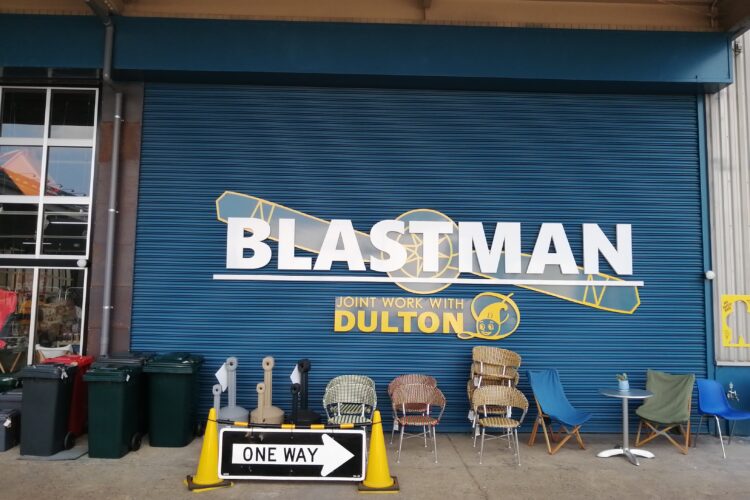 BLASTMAN
JOINT WORK WITH
DULTON
ONE WAY